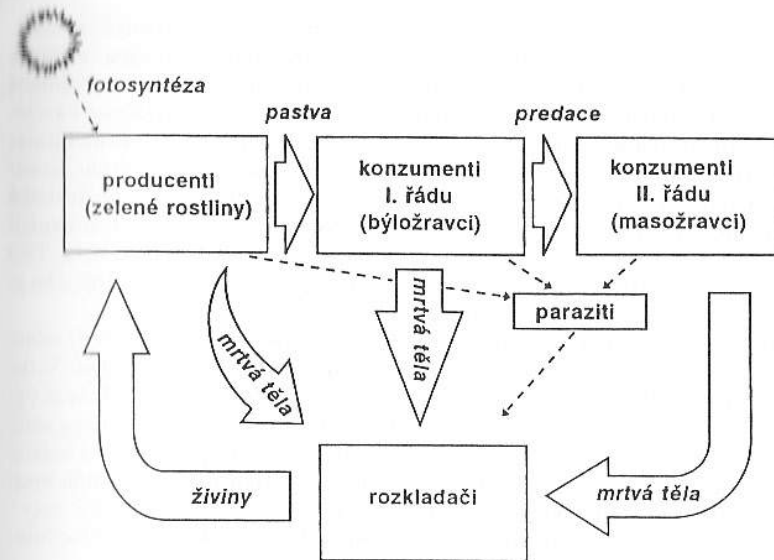 fotosyntéza
pastva
predace
producenti
(zelené rostliny)
konzumenti
I. řádu
(býložravci)
konzumenti
II. řádu
(masožravci)
paraziti
mrtvá těla
mrtvá těla
mrtvá těla
živiny
rozkladači